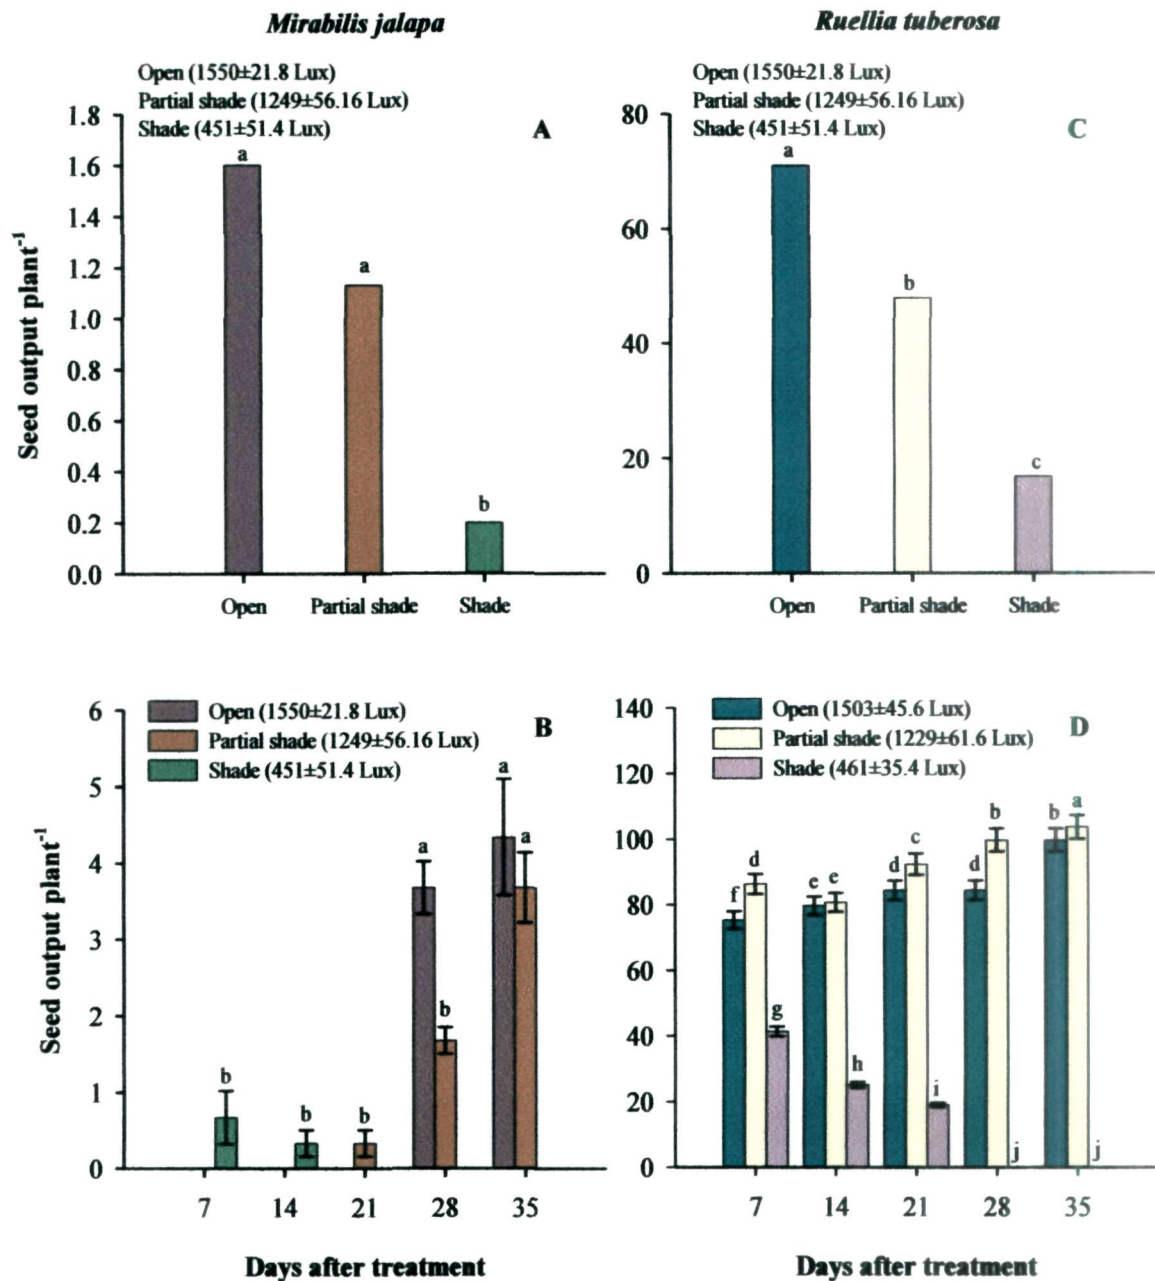 Mirabilis jalapa
Ruellia tuberosa
Open (1550±21.8 Lux)
Partial shade (1249±56.16 Lux)
Shade (451±51.4 Lux)
A
1.8
1.6
1.4
1.2
1.0
0.8
0.6
0.4
0.2
0.0
Seed output plant⁻¹
a
a
b
Open
Partial shade
Shade
Open (1550±21.8 Lux)
Partial shade (1249±56.16 Lux)
Shade (451±51.4 Lux)
C
80
60
40
20
0
a
b
c
Open
Partial shade
Shade
Open (1550±21.8 Lux)
Partial shade (1249±56.16 Lux)
Shade (451±51.4 Lux)
B
6
5
4
3
2
1
0
Seed output plant⁻¹
b
b
b
a
b
a
a
7
14
21
28
35
Days after treatment
Open (1503±45.6 Lux)
Partial shade (1229±61.6 Lux)
Shade (461±35.4 Lux)
D
140
120
100
80
60
40
20
0
f
d
g
e
e
h
d
c
i
d
b
j
b
a
j
7
14
21
28
35
Days after treatment